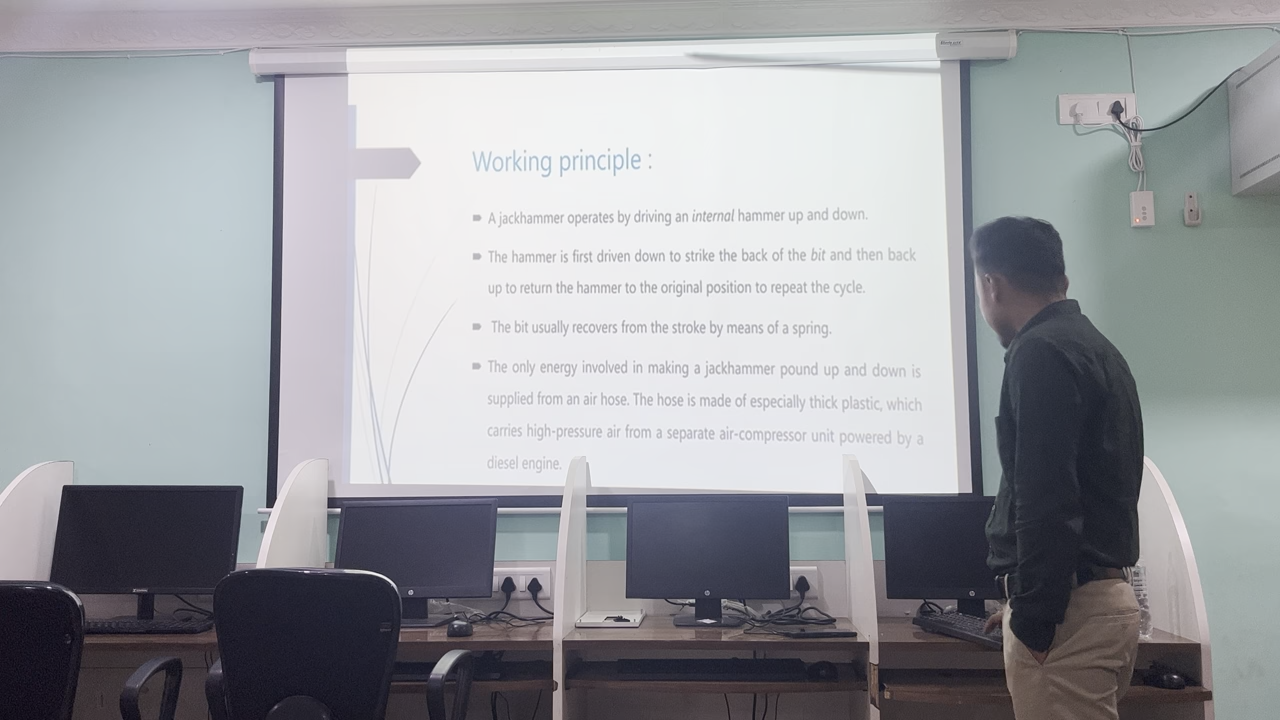 Working principle :
A jackhammer operates by driving an internal hammer up and down.
The hammer is first driven down to strike the back of the bit and then back
up to return the hammer to the original position to repeat the cycle.
The bit usually recovers from the stroke by means of a spring.
The only energy involved in making a jackhammer pound up and down is
supplied from an air hose. The hose is made of especially thick plastic, which
carries high-pressure air from a separate air-compressor unit powered by a
diesel engine.
hp
hp
hp